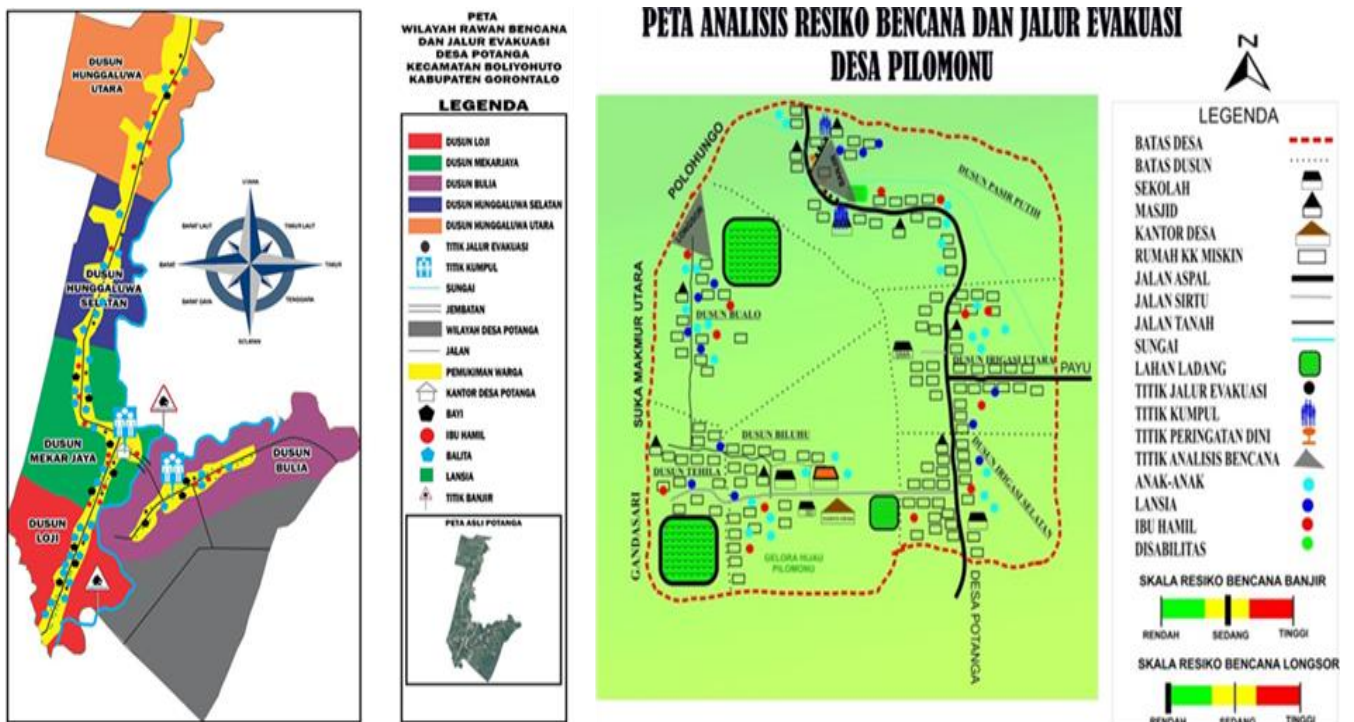 PETA
WILAYAH RAWAN BENCANA
DAN JALUR EVAKUASI
DESA POTANGA
KECAMATAN BOLIYOHUTO
KABUPATEN GORONTALO
LEGENDA
DUSUN LOJI
DUSUN MEKARJAYA
DUSUN BULIA
DUSUN HUNGGALUWA SELATAN
DUSUN HUNGGALUWA UTARA
TITIK JALUR EVAKUASI
TITIK KUMPUL
SUNGAI
JEMBATAN
WILAYAH DESA POTANGA
JALAN
PEMUKIMAN WARGA
KANTOR DESA POTANGA
BAYI
IBU HAMIL
BALITA
LANSIA
TITIK BANJIR
PETA ASLI POTANGA
DUSUN
HUNGGALUWA
UTARA
DUSUN
HUNGGALUWA
SELATAN
DUSUN
MEKAR JAYA
DUSUN
LOJI
DUSUN
BULIA
UTARA
BARAT LAUT
TIMUR LAUT
BARAT
TIMUR
BARAT DAYA
TENGGARA
SELATAN
PETA ANALISIS RESIKO BENCANA DAN JALUR EVAKUASI
DESA PILOMONU
POLOHUNGO
DUSUN PASIR PUTIH
SUKA MAKMUR UTARA
DUSUN BUALO
DUSUN IRIGASI UTARA
PAYU
DUSUN BILUHU
DUSUN TEHILA
DUSUN IRIGASI SELATAN
GANDASARI
GELORA HIJAU
PILOMONU
DESA POTANGA
N
LEGENDA
BATAS DESA
BATAS DUSUN
SEKOLAH
MASJID
KANTOR DESA
RUMAH KK MISKIN
JALAN ASPAL
JALAN SIRTU
JALAN TANAH
SUNGAI
LAHAN LADANG
TITIK JALUR EVAKUASI
TITIK KUMPUL
TITIK PERINGATAN DINI
TITIK ANALISIS BENCANA
ANAK-ANAK
LANSIA
IBU HAMIL
DISABILITAS
SKALA RESIKO BENCANA BANJIR
RENDAH SEDANG TINGGI
SKALA RESIKO BENCANA LONGSOR
RENDAH SEDANG TINGGI